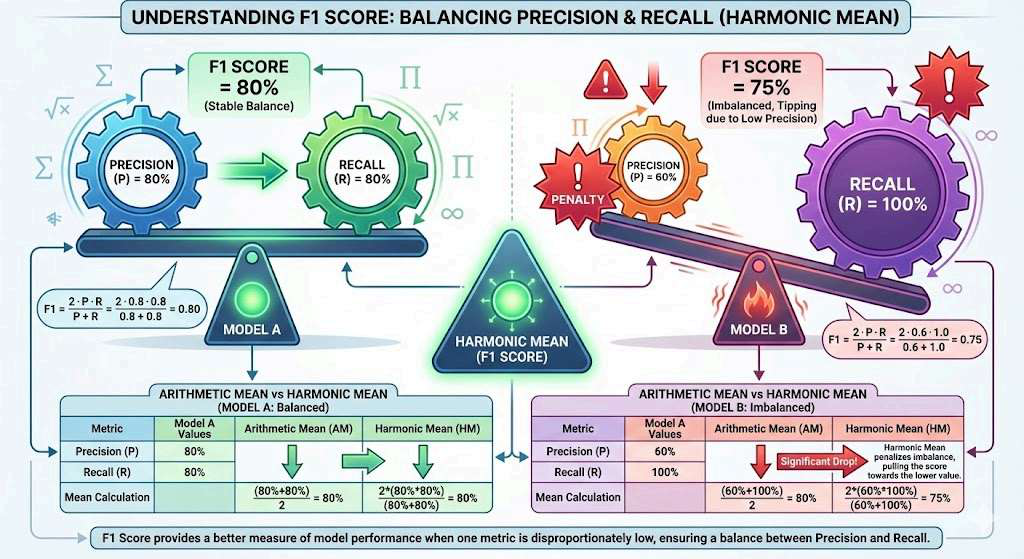 UNDERSTANDING F1 SCORE: BALANCING PRECISION & RECALL (HARMONIC MEAN)
F1 SCORE
= 80%
(Stable Balance)
Σ
√x
Σ
Π
√x
Π
∞
PRECISION
(P) = 80%
RECALL
(R) = 80%
F1 = 2 · P · R / P + R = 2 · 0.8 · 0.8 / 0.8 + 0.8 = 0.80
MODEL A
HARMONIC MEAN
(F1 SCORE)
F1 SCORE
= 75%
(Imbalanced, Tipping
due to Low Precision)
!
!
Π
∞
!
PENALTY
PRECISION
(P) = 60%
RECALL
(R) = 100%
∞
MODEL B
F1 = 2 · P · R / P + R = 2 · 0.6 · 1.0 / 0.6 + 1.0 = 0.75
ARITHMETIC MEAN vs HARMONIC MEAN
(MODEL A: Balanced)
Metric Model A Values Arithmetic Mean (AM) Harmonic Mean (HM)
Precision (P) 80%
Recall (R) 80%
Mean Calculation (80%+80%) / 2 = 80% 2*(80%*80%) / (80%+80%) = 80%
ARITHMETIC MEAN vs HARMONIC MEAN
(MODEL B: Imbalanced)
Metric Model A Values Arithmetic Mean (AM) Harmonic Mean (HM)
Precision (P) 60%
Recall (R) 100%
Significant Drop!
Harmonic Mean
penalizes imbalance,
pulling the score
towards the lower value.
Mean Calculation (60%+100%) / 2 = 80% 2*(60%*100%) / (60%+100%) = 75%
F1 Score provides a better measure of model performance when one metric is disproportionately low, ensuring a balance between Precision and Recall.